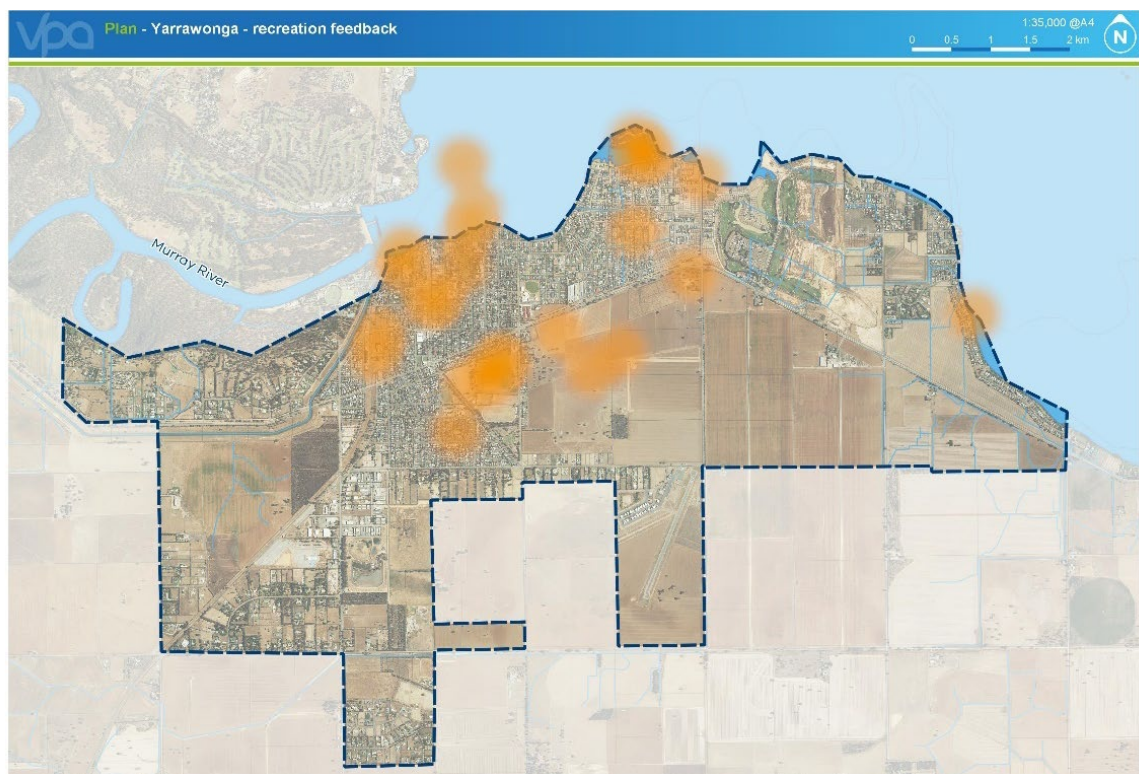 vpa Plan - Yarrawonga - recreation feedback
1:35,000 @A4
0 0.5 1 1.5 2 km
N
Murray River